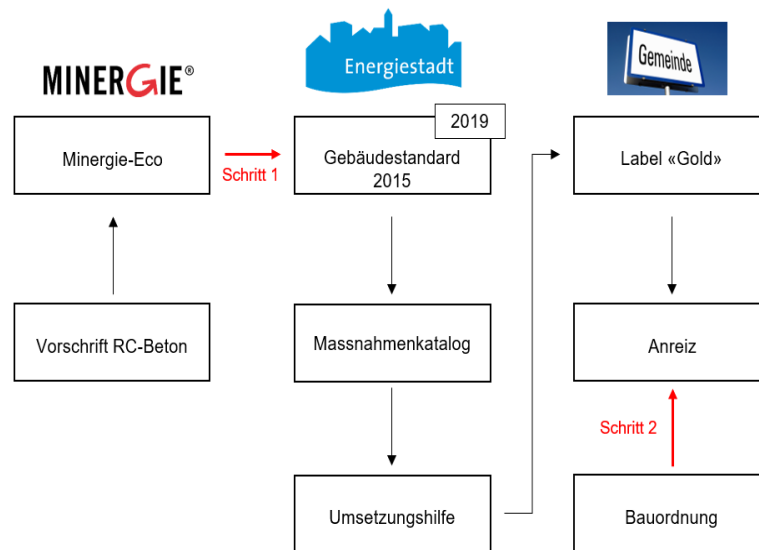 MINERGIE®
Energiestadt
Gemeinde
2019
Minergie-Eco
Schritt 1
Gebäudestandard
2015
Label «Gold»
Vorschrift RC-Beton
Massnahmenkatalog
Anreiz
Schritt 2
Umsetzungshilfe
Bauordnung